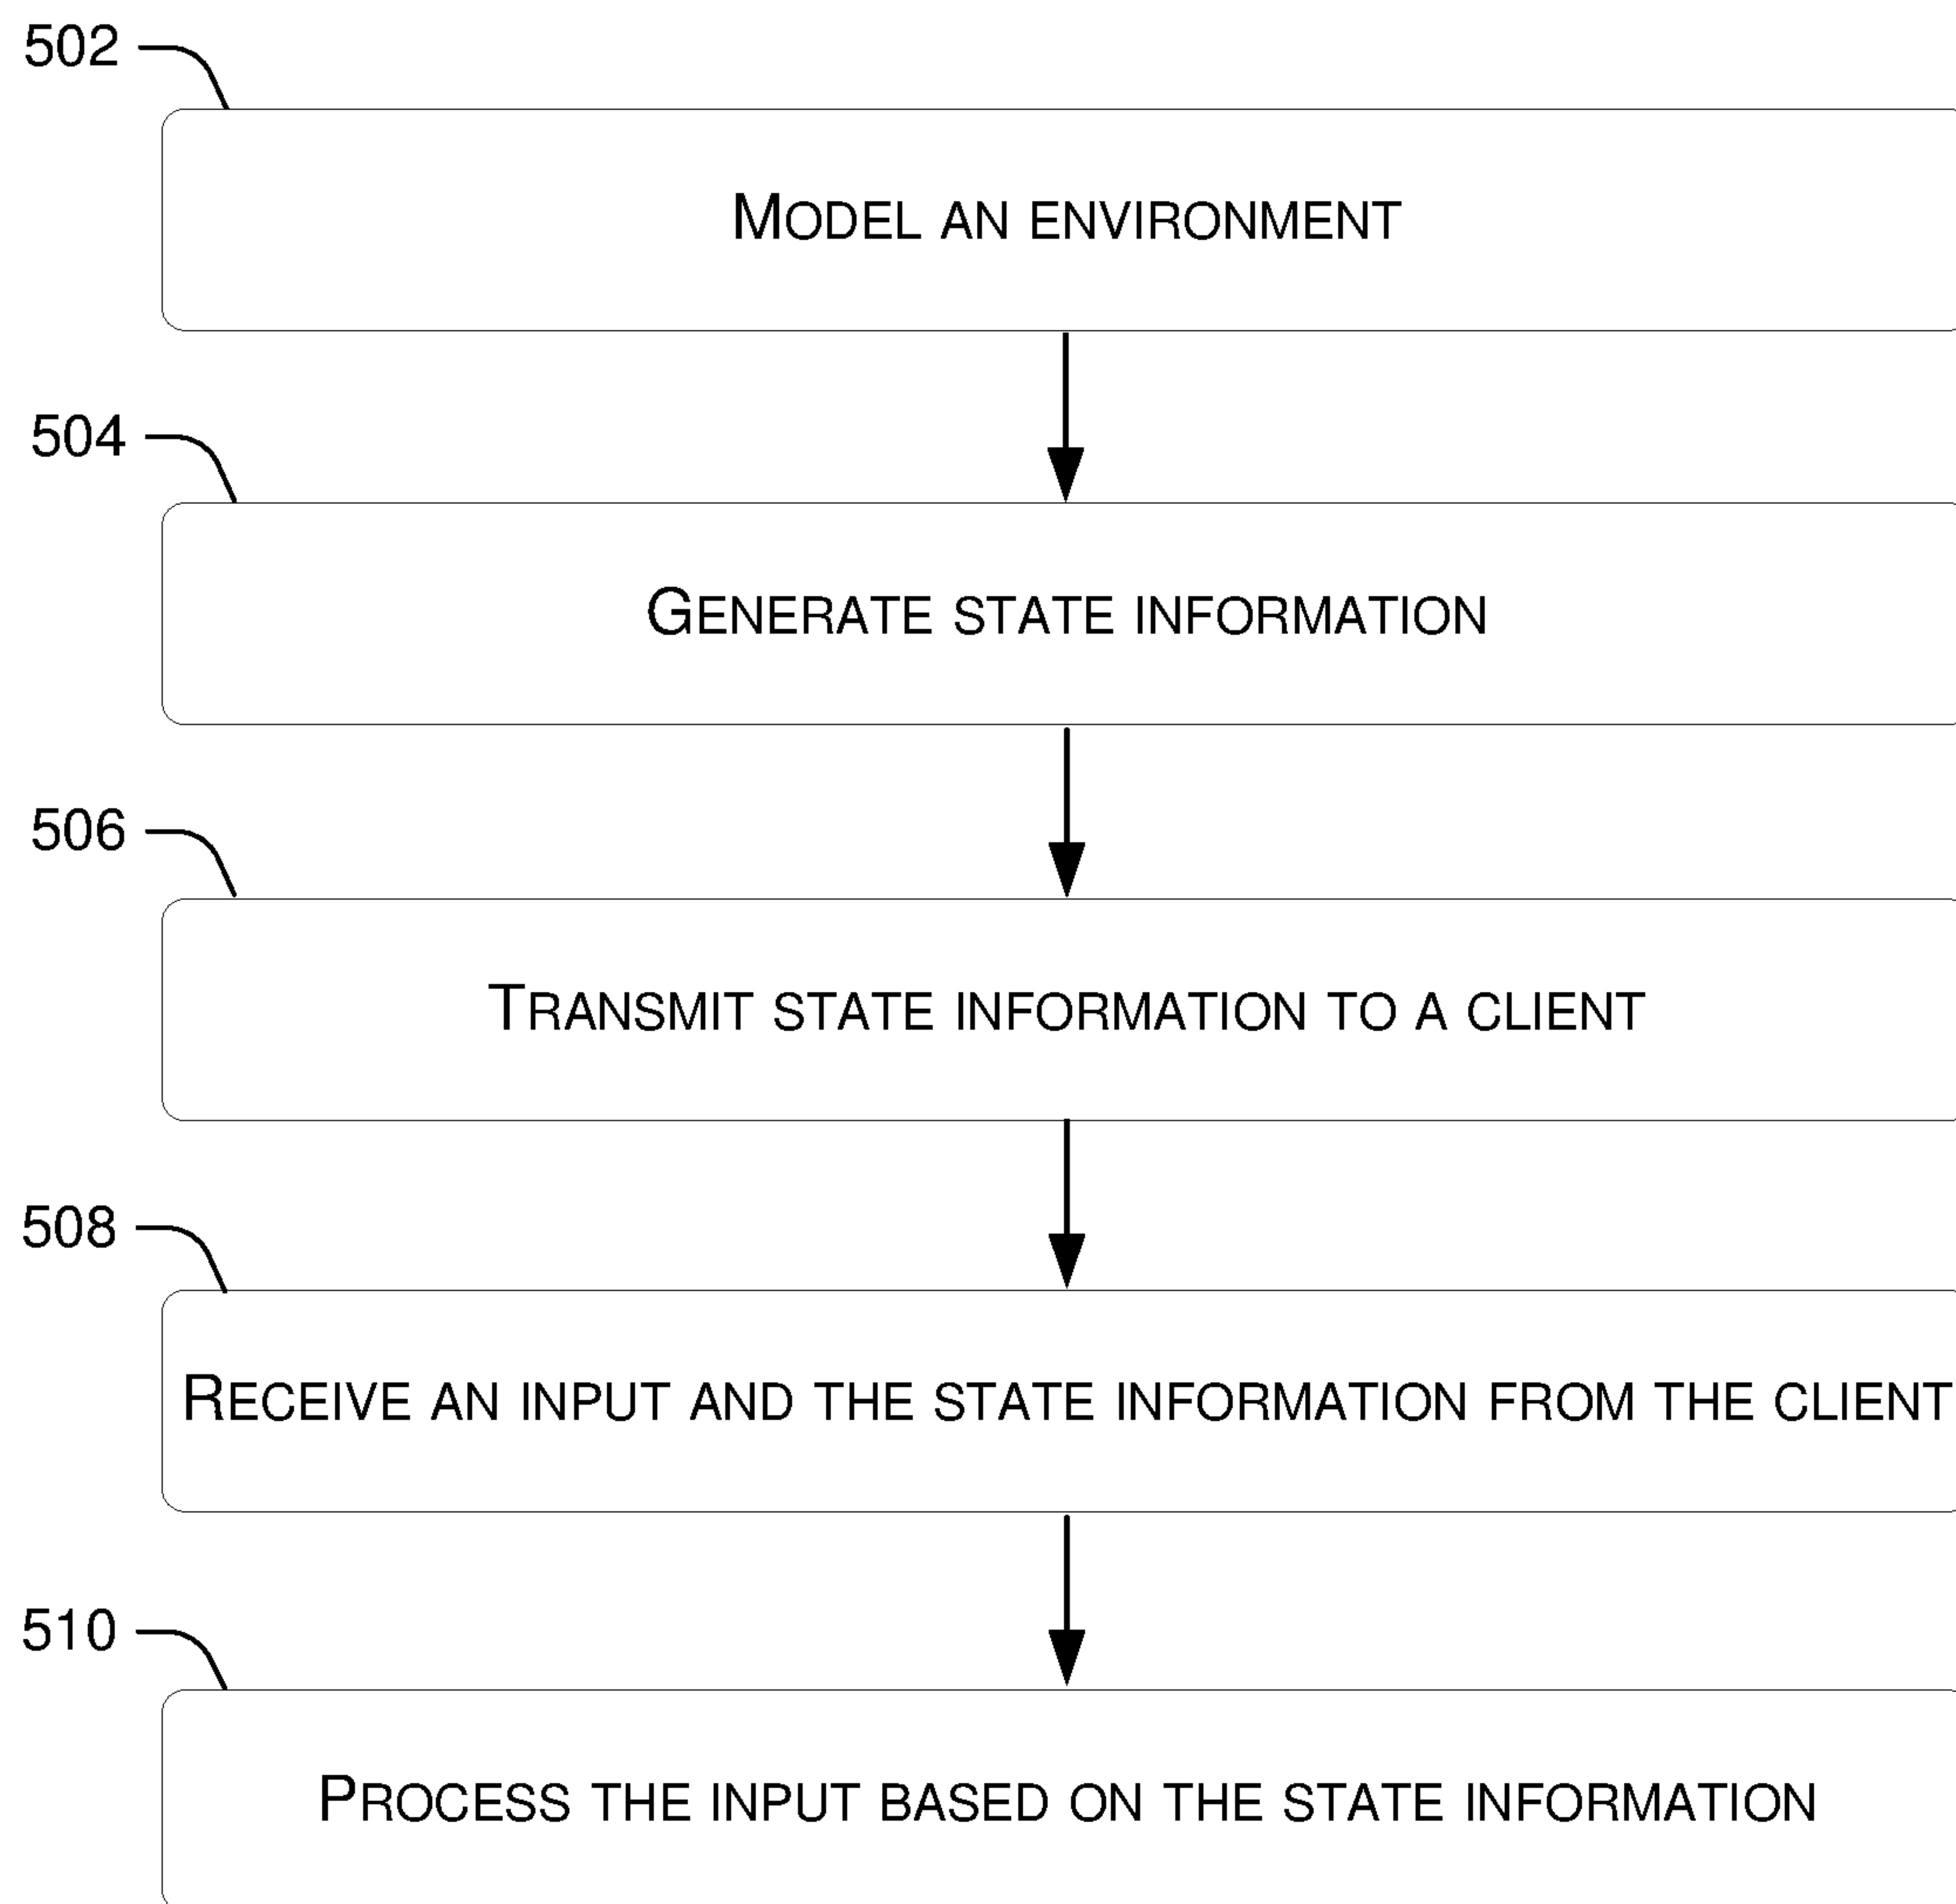 502
MODEL AN ENVIRONMENT
504
GENERATE STATE INFORMATION
506
TRANSMIT STATE INFORMATION TO A CLIENT
508
RECEIVE AN INPUT AND THE STATE INFORMATION FROM THE CLIENT
510
PROCESS THE INPUT BASED ON THE STATE INFORMATION